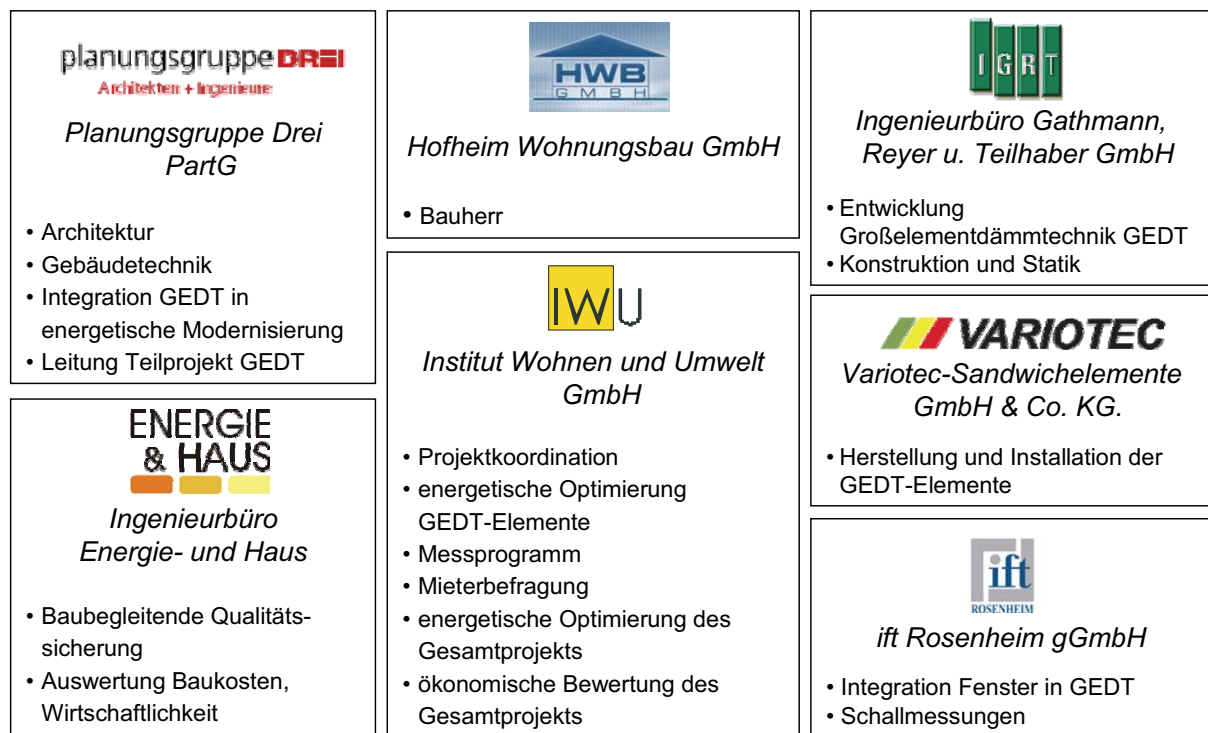 planungsgruppe DREI
Architekten + Ingenieure
Planungsgruppe Drei
PartG
• Architektur
• Gebäudetechnik
• Integration GEDT in
energetische Modernisierung
• Leitung Teilprojekt GEDT
ENERGIE
& HAUS
Ingenieurbüro
Energie- und Haus
• Baubegleitende Qualitäts-
sicherung
• Auswertung Baukosten,
Wirtschaftlichkeit
HWB
GMBH
Hofheim Wohnungsbau GmbH
• Bauherr
IWU
Institut Wohnen und Umwelt
GmbH
• Projektkoordination
• energetische Optimierung
GEDT-Elemente
• Messprogramm
• Mieterbefragung
• energetische Optimierung des
Gesamtprojekts
• ökonomische Bewertung des
Gesamtprojekts
IGRT
Ingenieurbüro Gathmann,
Reyer u. Teilhaber GmbH
• Entwicklung
Großelementdämmtechnik GEDT
• Konstruktion und Statik
VARIOTEC
Variotec-Sandwichelemente
GmbH & Co. KG.
• Herstellung und Installation der
GEDT-Elemente
ift
ROSENHEIM
ift Rosenheim gGmbH
• Integration Fenster in GEDT
• Schallmessungen